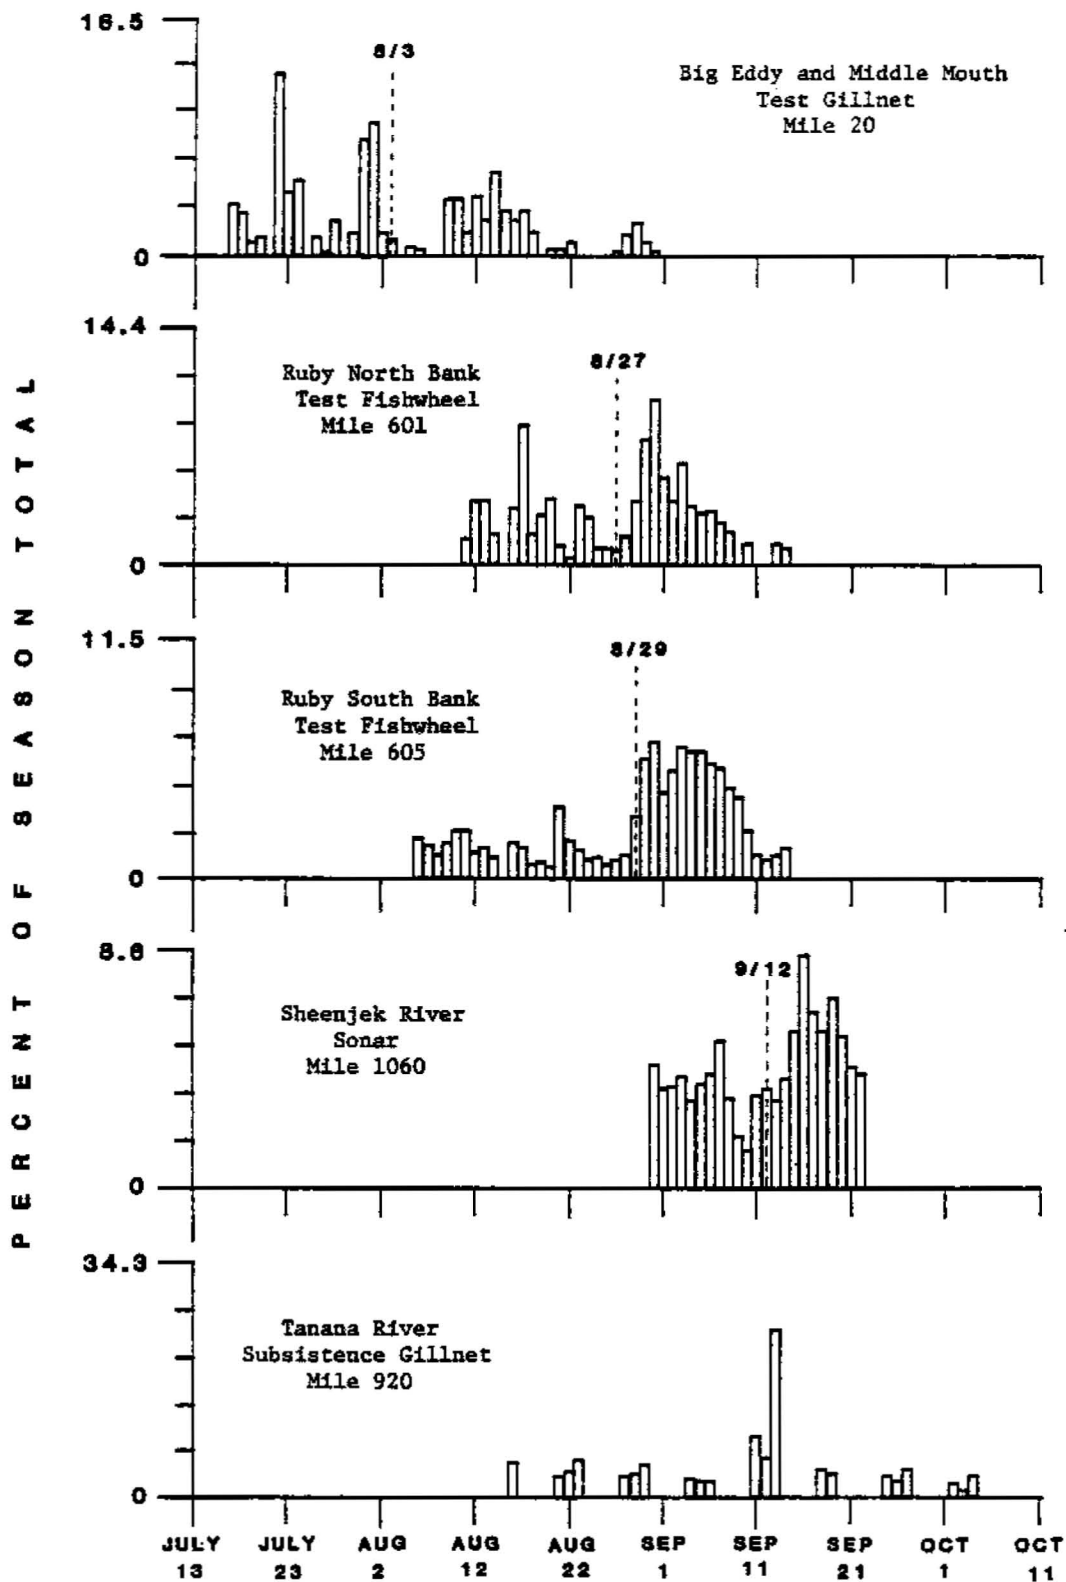 PERCENT OF SEASON TOTAL
16.5
8/3
Big Eddy and Middle Mouth
Test Gillnet
Mile 20
0
14.4
8/27
Ruby North Bank
Test Fishwheel
Mile 601
0
11.5
8/29
Ruby South Bank
Test Fishwheel
Mile 605
0
8.6
9/12
Sheenjek River
Sonar
Mile 1060
0
34.3
Tanana River
Subsistence Gillnet
Mile 920
0
JULY JULY AUG AUG AUG SEP SEP SEP OCT OCT
13 23 2 12 22 1 11 21 1 11